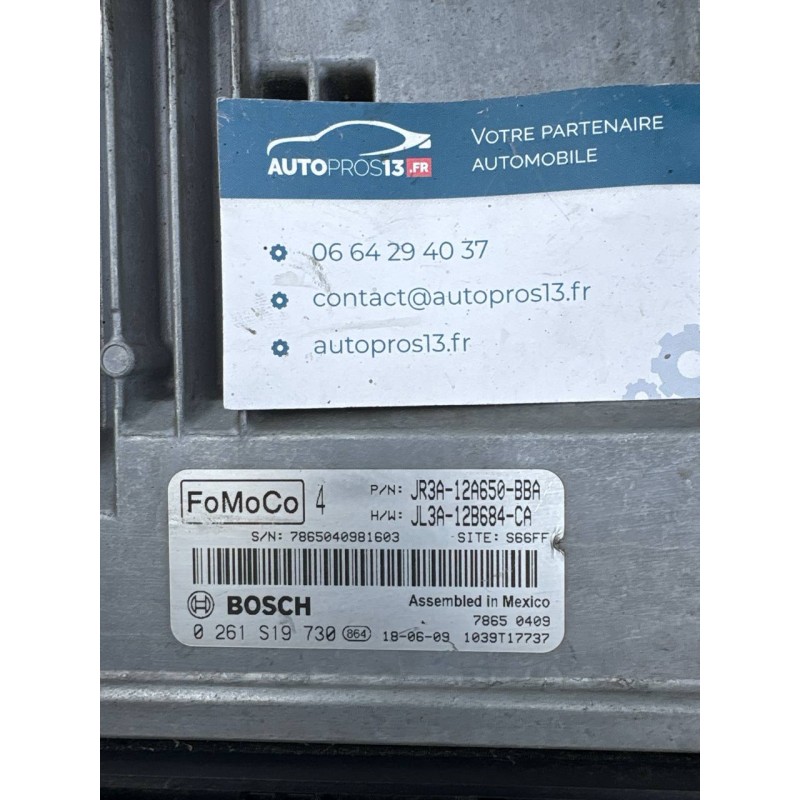 VOTRE PARTENAIRE
AUTOMOBILE
AUTOPROS13.FR
06 64 29 40 37
contact@autopros13.fr
autopros13.fr
FoMoCo 4 P/N: JR3A-12A650-BBA
H/W: JL3A-12B684-CA
S/N: 7865040981603 SITE: S66FF
BOSCH Assembled in Mexico
7865 0409
0 261 S19 730 864 18-06-09 1039T17737